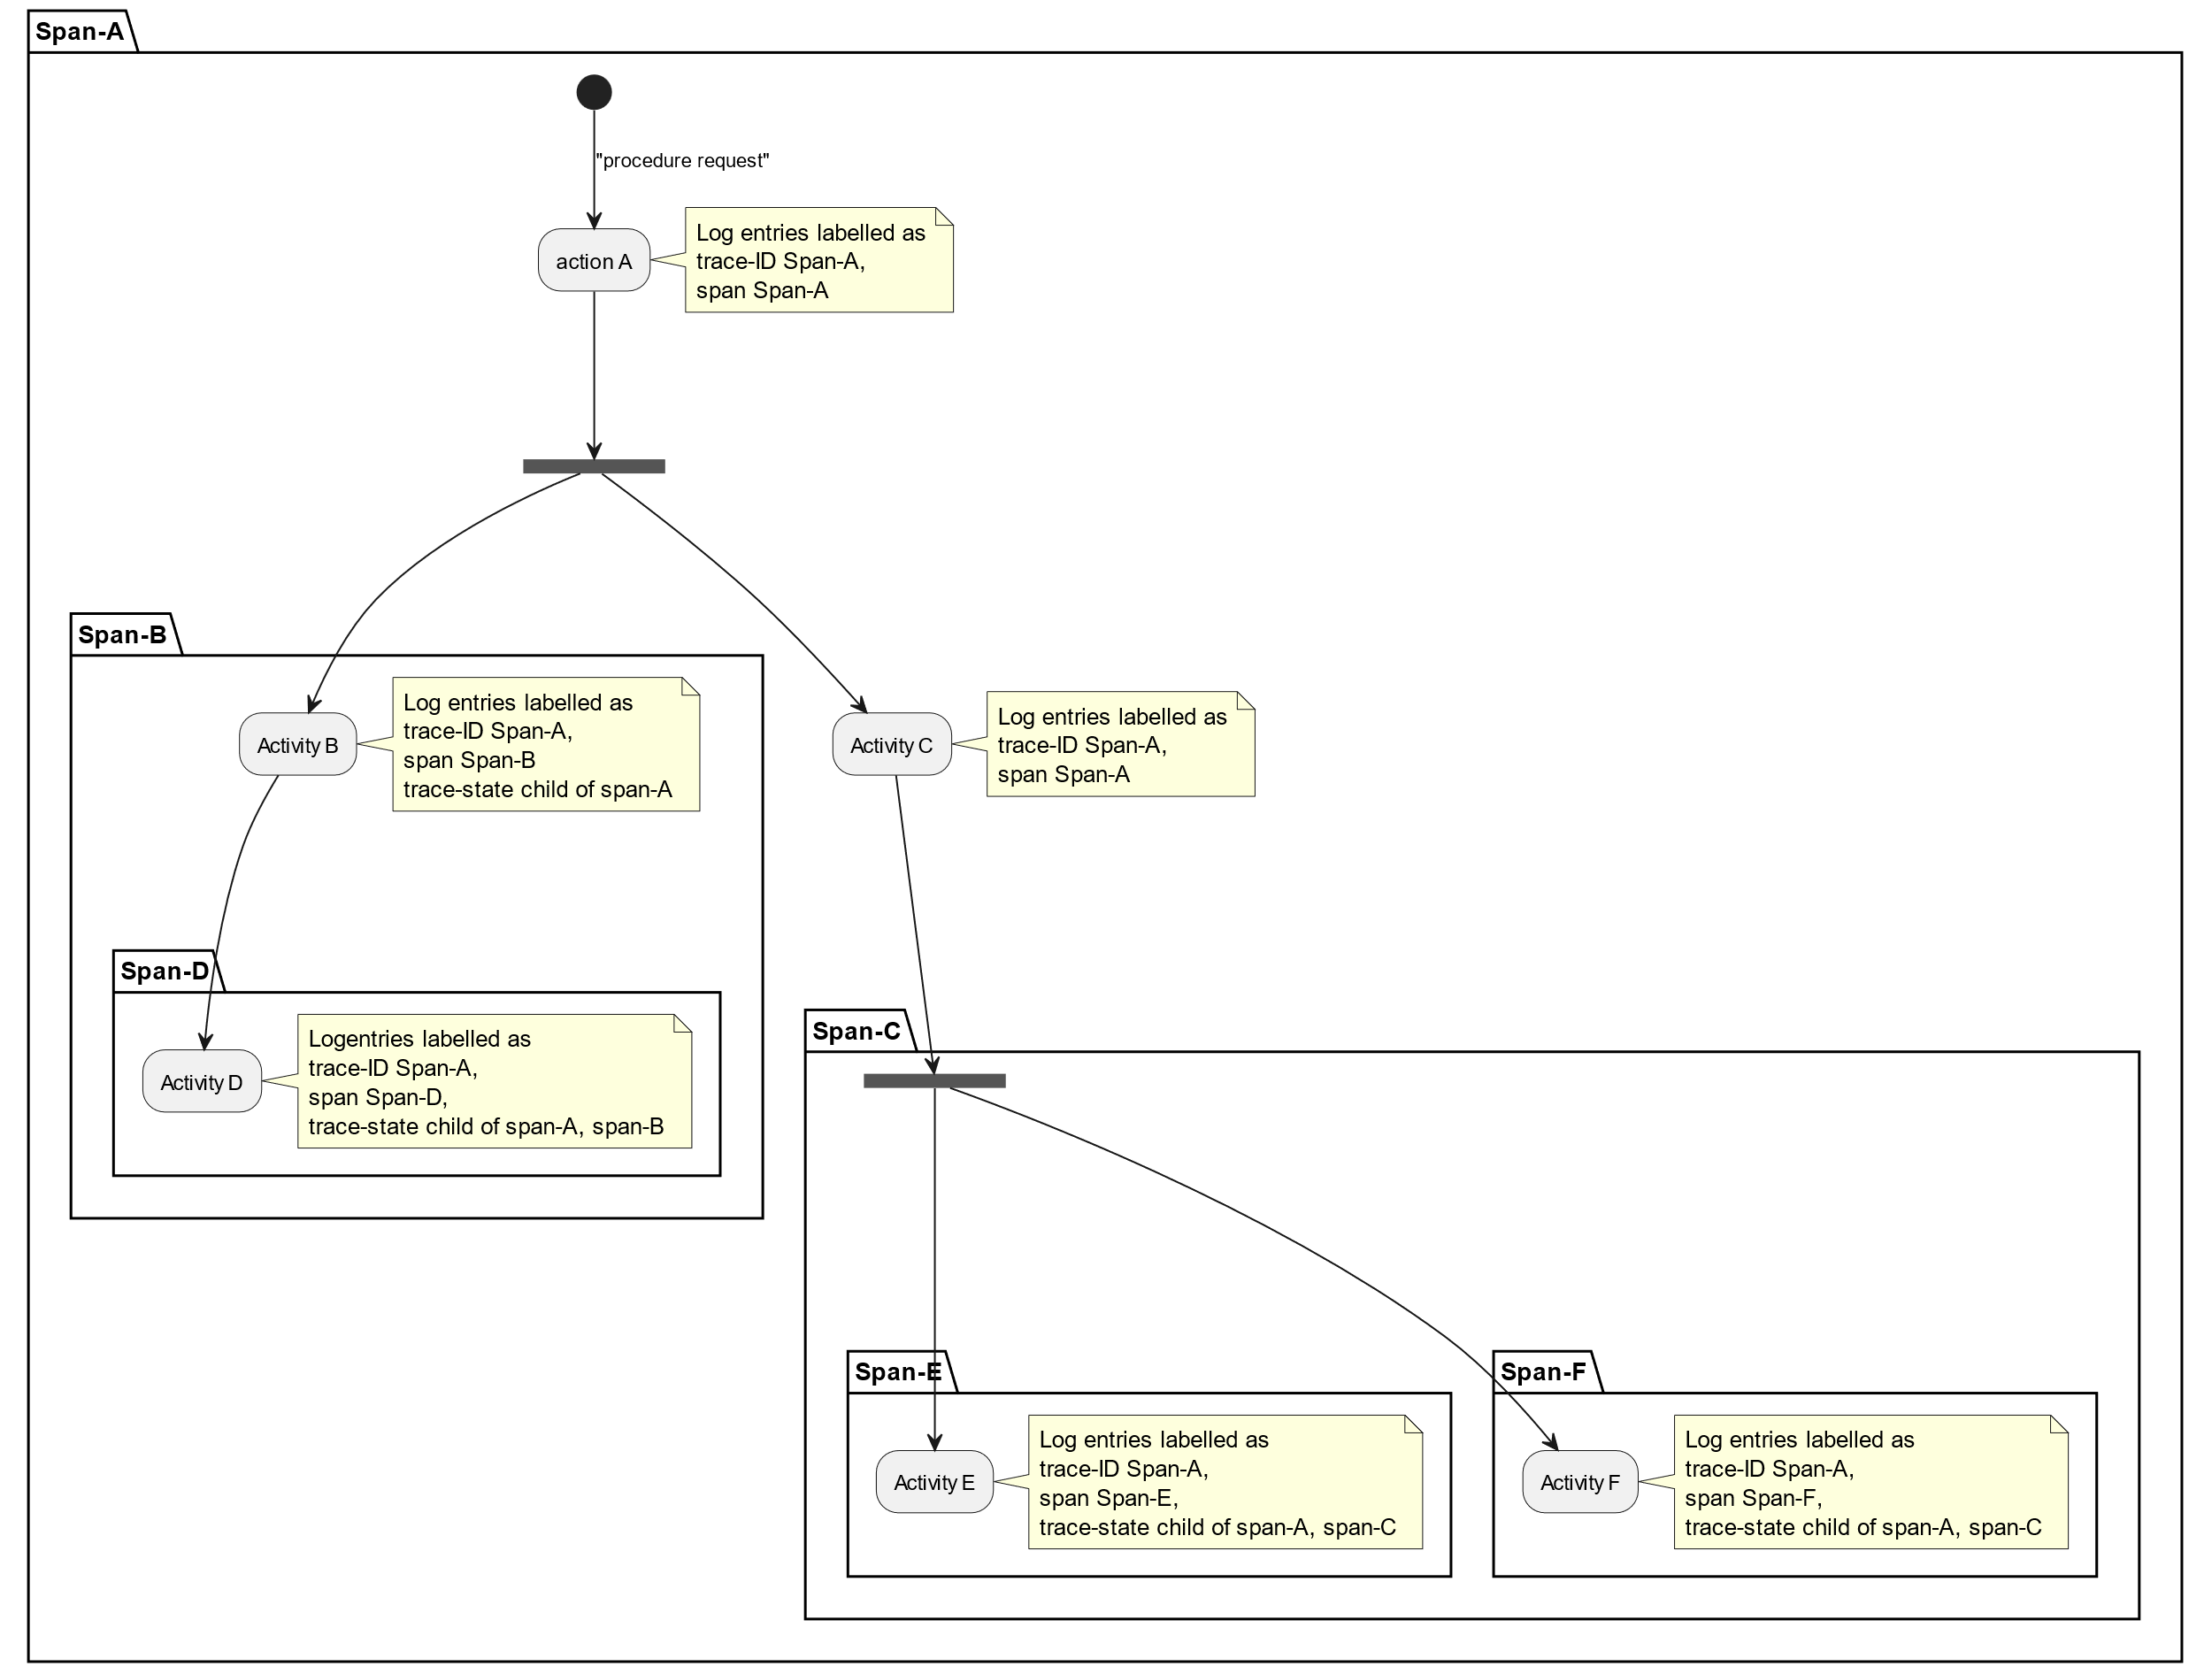 Span-A
"procedure request"
action A
Log entries labelled as
trace-ID Span-A,
span Span-A
Span-B
Activity B
Log entries labelled as
trace-ID Span-A,
span Span-B
trace-state child of span-A
Activity C
Log entries labelled as
trace-ID Span-A,
span Span-A
Span-D
Activity D
Logentries labelled as
trace-ID Span-A,
span Span-D,
trace-state child of span-A, span-B
Span-C
Span-E
Activity E
Log entries labelled as
trace-ID Span-A,
span Span-E,
trace-state child of span-A, span-C
Span-F
Activity F
Log entries labelled as
trace-ID Span-A,
span Span-F,
trace-state child of span-A, span-C